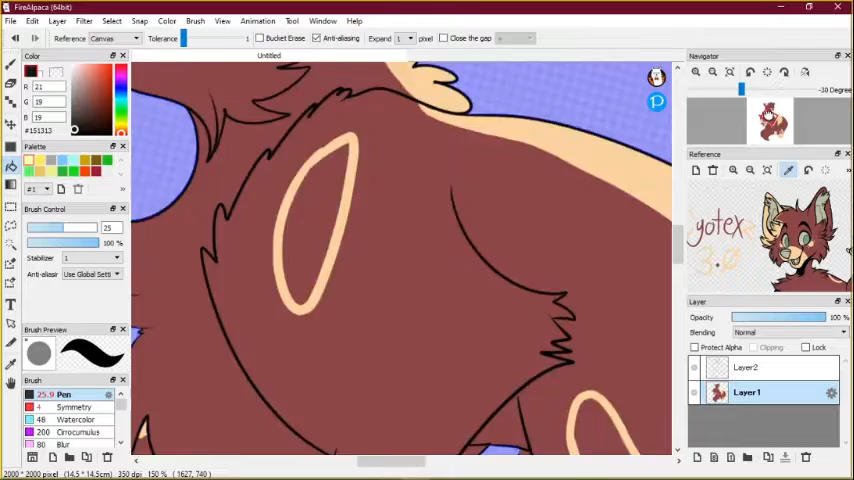 FireAlpaca (64bit)
File Edit Layer Filter Select Snap Color Brush View Animation Tool Window Help
Reference Canvas Tolerance 1 Bucket Erase Anti-aliasing Expand 1 pixel Close the gap
Untitled
Color
R 21
G 19
B 19
#151313
Palette
#1
Brush Control
25
100 %
Stabilizer 1
Anti-aliasir Use Global Setti
Brush Preview
Brush
25.9 Pen
4 Symmetry
48 Watercolor
200 Cirrocumulus
80 Blur
Navigator
-30 Degree
Reference
yotex
3.0
Layer
Opacity 100 %
Blending Normal
Protect Alpha Clipping Lock
Layer2
Layer1
2000 * 2000 pixel (14.5 * 14.5cm) 350 dpi 150 % (1627, 740)